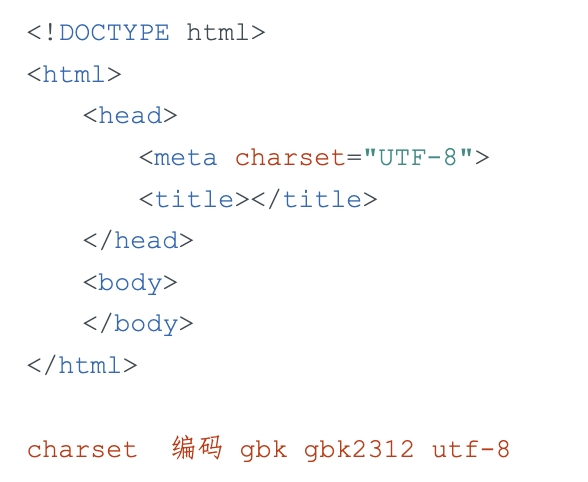 <!DOCTYPE html>
<html>
<head>
<meta charset="UTF-8">
<title></title>
</head>
<body>
</body>
</html>
charset 编码 gbk gbk2312 utf-8